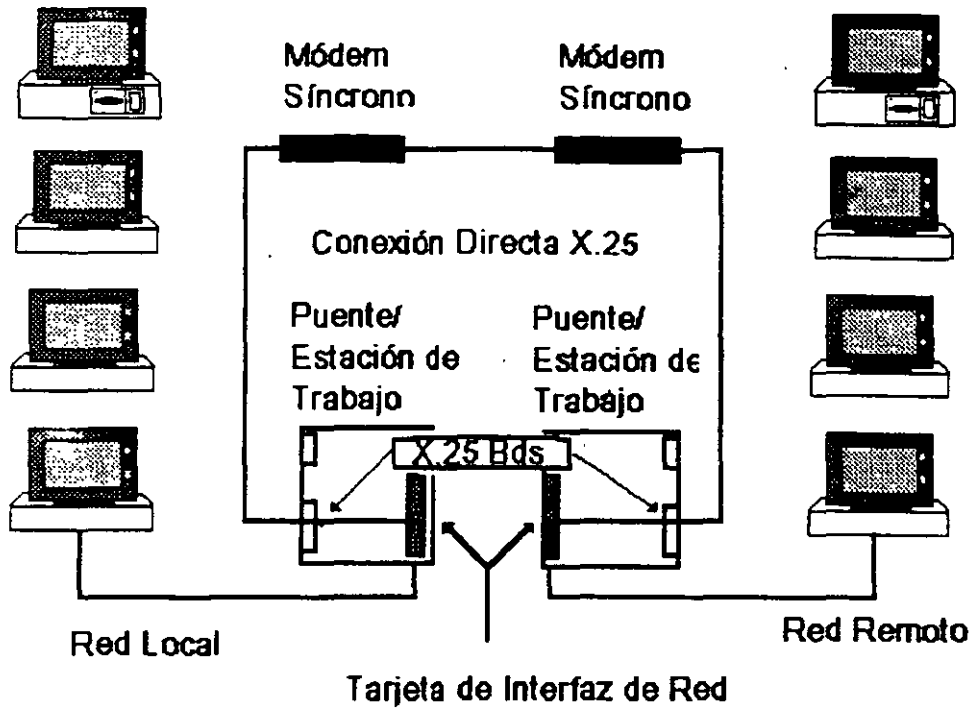 Módem
Síncrono
Módem
Síncrono
Conexión Directa X.25
Puente/
Estación de
Trabajo
Puente/
Estación de
Trabajo
X.25 Bds
Red Local
Red Remoto
Tarjeta de Interfaz de Red